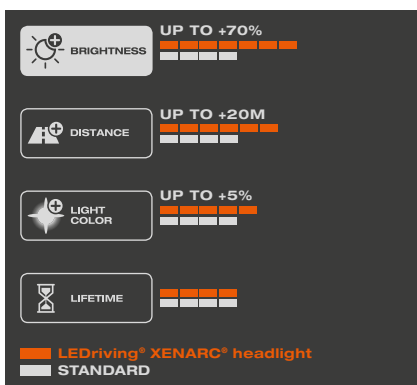 UP TO +70%
BRIGHTNESS
UP TO +20M
DISTANCE
UP TO +5%
LIGHT
COLOR
LIFETIME
LEDriving® XENARC® headlight
STANDARD